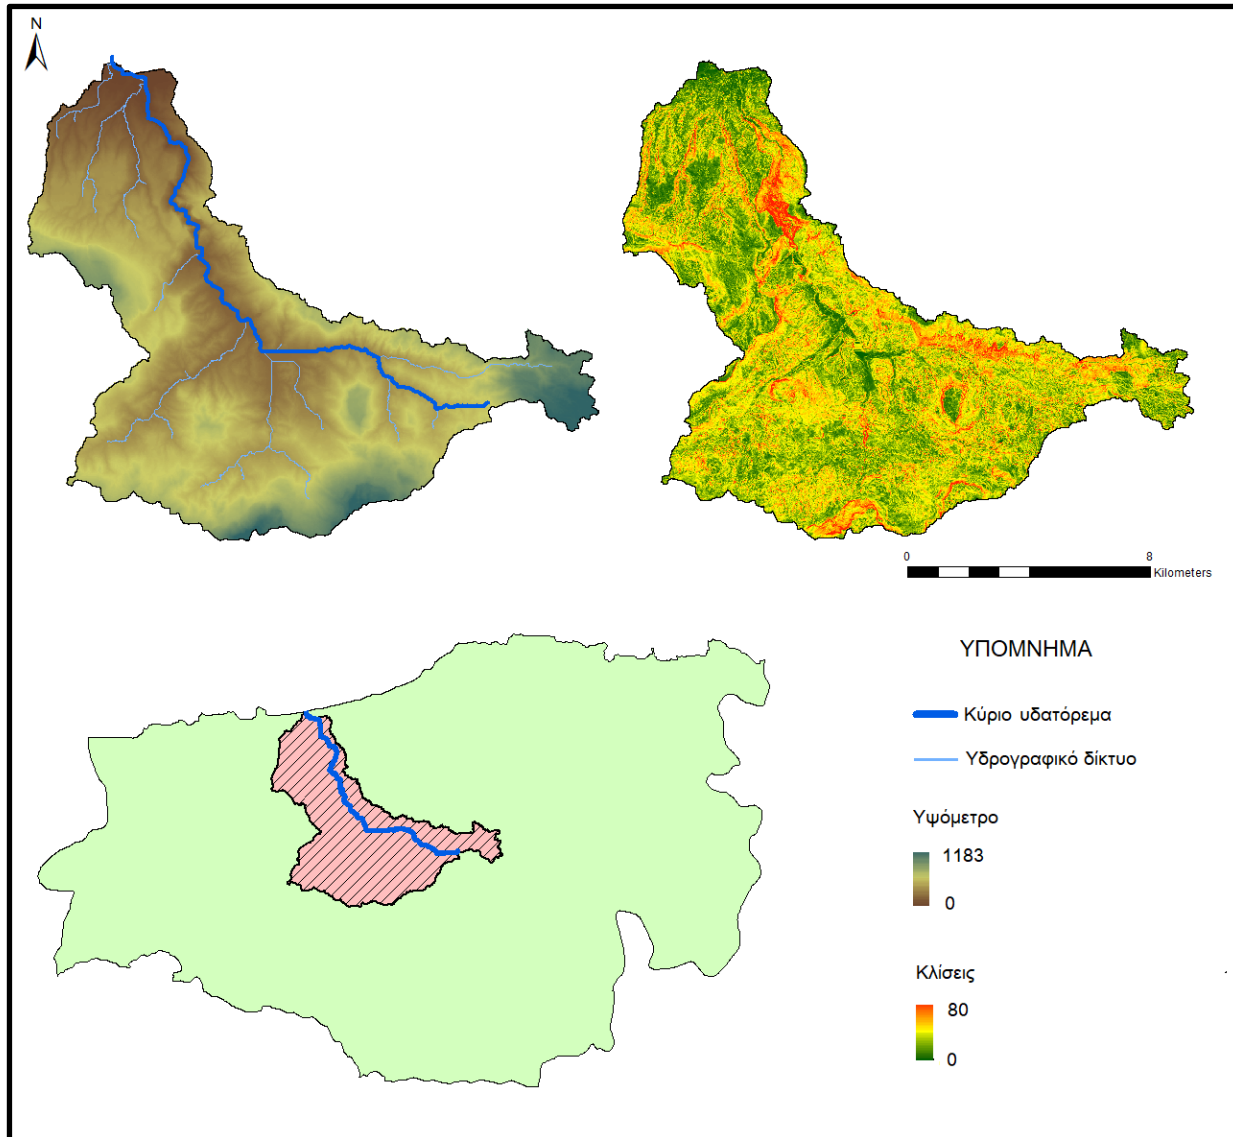 N
0 8
Kilometers
ΥΠΟΜΝΗΜΑ
Κύριο υδατόρεμα
Υδρογραφικό δίκτυο
Υψόμετρο
1183
0
Κλίσεις
80
0